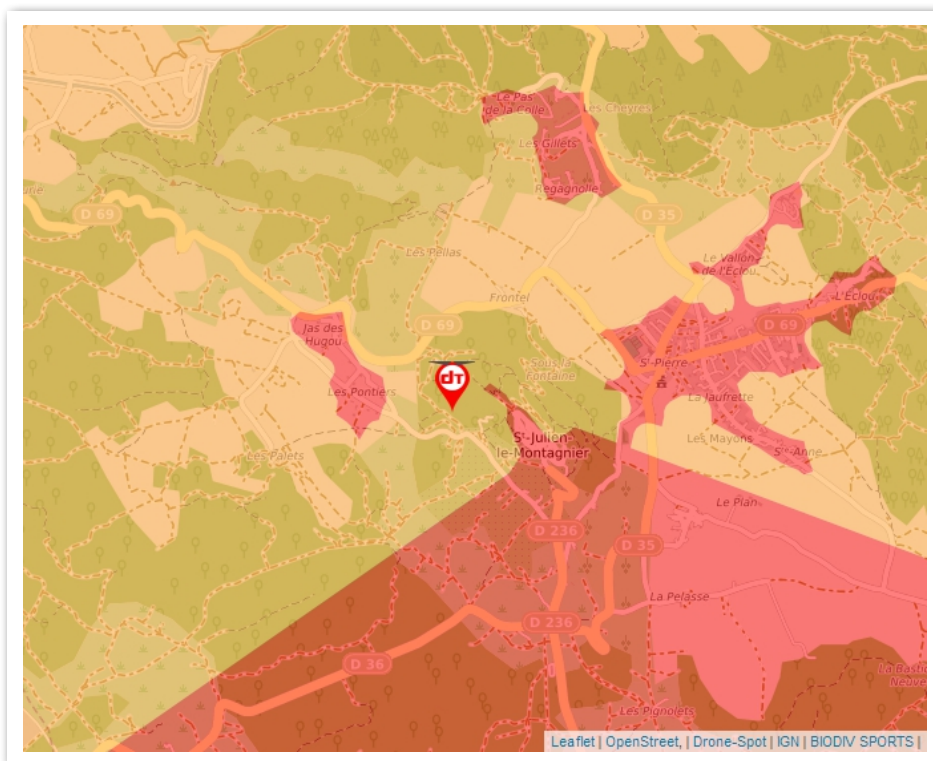 Le Pas
de la Colle
Les Cheyres
Les Gillets
Regagnolle
D 69
D 35
Les Pellas
Le Vallon
de l'Eclou
L'Eclou
Frontel
Jas des
Hugou
D 69
D 69
St-Pierre
Sous la
Fontaine
dT
Les Pontiers
La Jaufrette
St-Julien-
le-Montagnier
Les Mayons
Ste-Anne
Les Palets
Le Plan
D 236
D 35
La Pelasse
D 236
D 36
La Bastid
Neuve
Les Pignolets
Leaflet | OpenStreet, | Drone-Spot | IGN | BIODIV SPORTS |